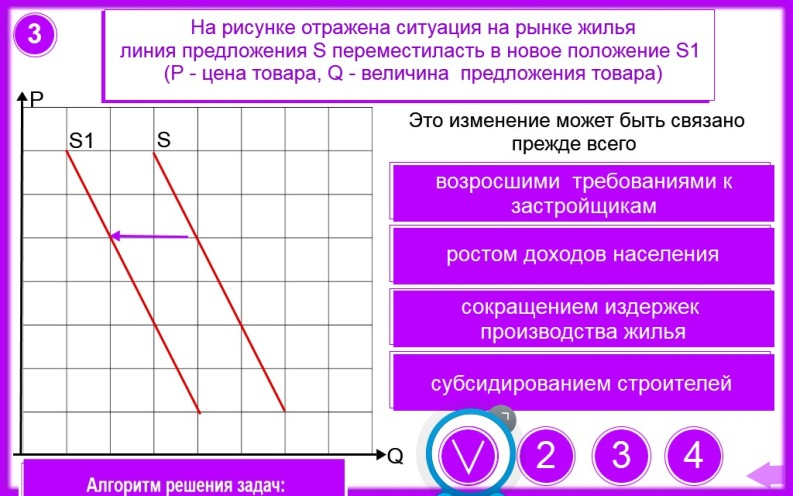 3
На рисунке отражена ситуация на рынке жилья
линия предложения S переместиласть в новое положение S1
(P - цена товара, Q - величина предложения товара)
P
S1 S
Q
Это изменение может быть связано
прежде всего
возросшими требованиями к
застройщикам
ростом доходов населения
сокращением издержек
производства жилья
субсидированием строителей
2 3 4
Алгоритм решения задач: